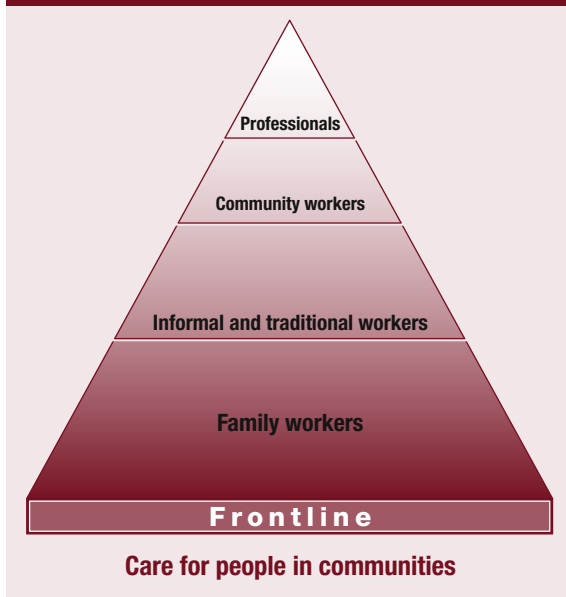 Professionals
Community workers
Informal and traditional workers
Family workers
Frontline
Care for people in communities